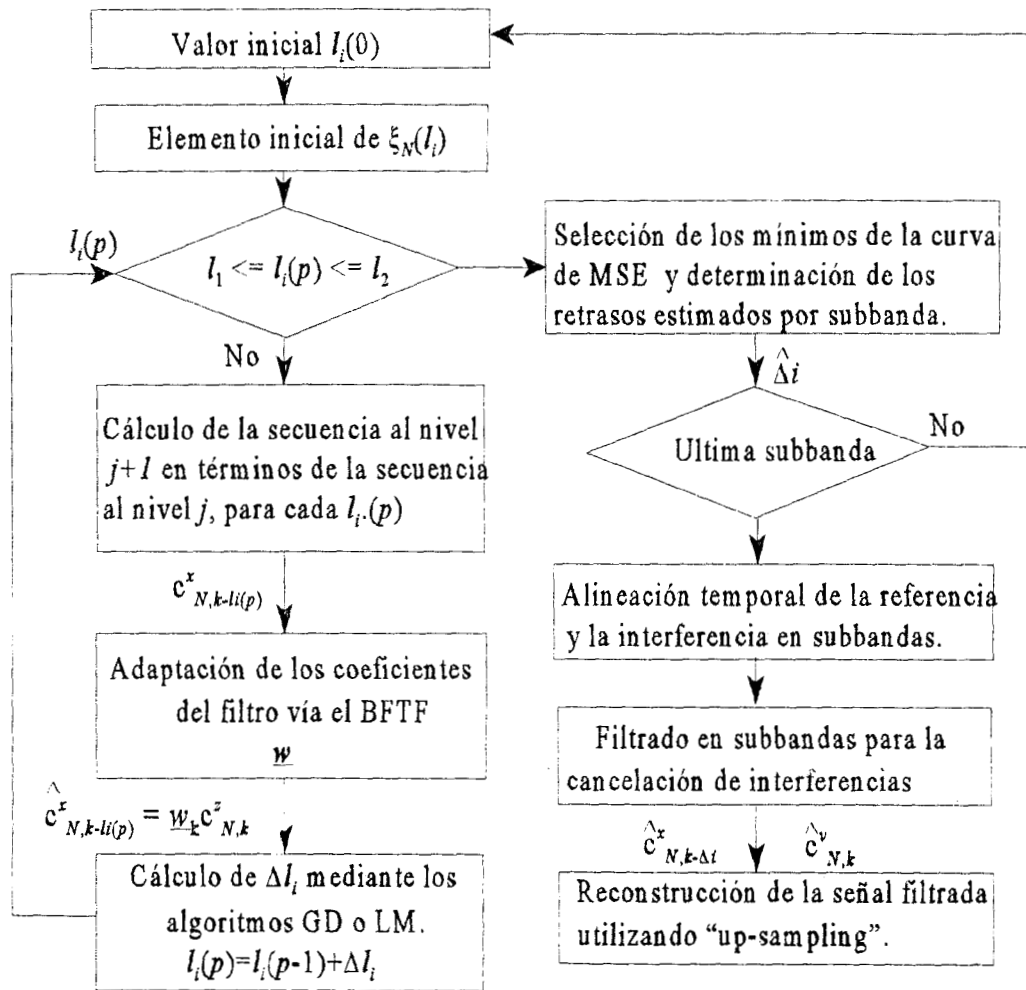 Valor inicial l_i(0)
Elemento inicial de ξ_N(l_i)
l_i(p)
l_1 <= l_i(p) <= l_2
No
Cálculo de la secuencia al nivel
j+1 en términos de la secuencia
al nivel j, para cada l_i.(p)
c^x_{N,k-li(p)}
Adaptación de los coeficientes
del filtro vía el BFTF
w
ĉ^x_{N,k-li(p)} = w_k c^z_{N,k}
Cálculo de Δl_i mediante los
algoritmos GD o LM.
l_i(p)=l_i(p-1)+Δl_i
Selección de los mínimos de la curva
de MSE y determinación de los
retrasos estimados por subbanda.
Δ̂i
Ultima subbanda
No
Alineación temporal de la referencia
y la interferencia en subbandas.
Filtrado en subbandas para la
cancelación de interferencias
ĉ^x_{N,k-Δi} ĉ^v_{N,k}
Reconstrucción de la señal filtrada
utilizando “up-sampling”.